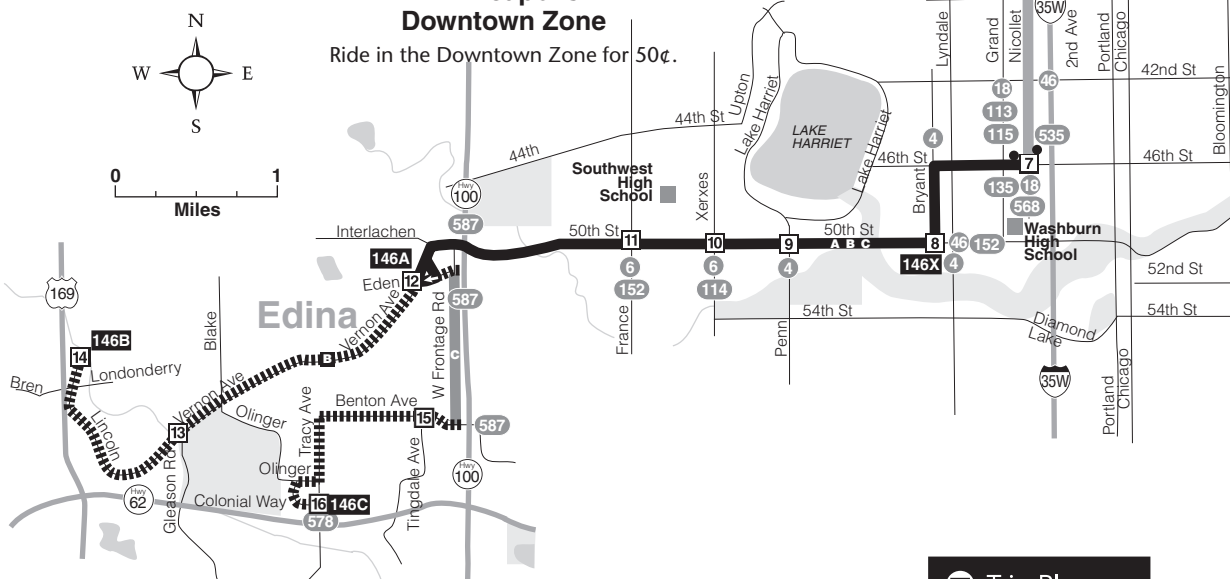 Downtown Zone
Ride in the Downtown Zone for 50¢.
N
W E
S
0 1
Miles
35W
Lyndale
Grand
Nicollet
2nd Ave
Portland
Chicago
Bloomington
42nd St
46
18
113
115
535
4
46th St
7
46th St
135
18
568
Bryant
Upton
Lake Harriet
LAKE
HARRIET
Lake Harriet
44th St
44th
Southwest
High
School
Xerxes
Hwy
100
587
Interlachen
50th St
11
10
9
50th St
A B C
8
46
152
146X
4
Washburn
High
School
6
152
6
114
4
52nd St
54th St
54th St
Diamond
Lake
France
Penn
35W
Portland
Chicago
146A
Eden
12
587
Edina
Vernon Ave
W Frontage Rd
C
169
Blake
146B
14
Bren
Londonderry
B
Vernon Ave
Lincoln
13
Olinger
Tracy Ave
Benton Ave
15
587
Olinger
Gleason Rd
Colonial Way
16
146C
578
Tingdale Ave
Hwy
100
Hwy
62